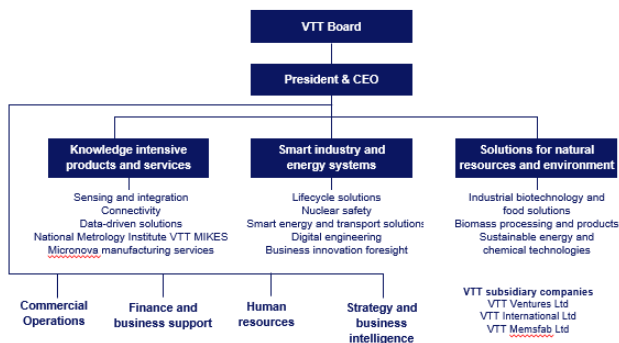 VTT Board
President & CEO
Knowledge intensive
products and services
Smart industry and
energy systems
Solutions for natural
resources and environment
Sensing and integration
Connectivity
Data-driven solutions
National Metrology Institute VTT MIKES
Micronova manufacturing services
Lifecycle solutions
Nuclear safety
Smart energy and transport solutions
Digital engineering
Business innovation foresight
Industrial biotechnology and
food solutions
Biomass processing and products
Sustainable energy and
chemical technologies
Commercial
Operations
Finance and
business support
Human
resources
Strategy and
business
intelligence
VTT subsidiary companies
VTT Ventures Ltd
VTT International Ltd
VTT Memsfab Ltd